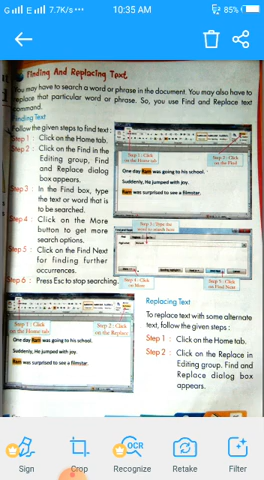 G E 7.7K/s
10:35 AM
85%
Finding And Replacing Text
You may have to search a word or phrase in the document. You may also have to
replace that particular word or phrase. So, you use Find and Replace text
command.
Finding Text
Follow the given steps to find text:
Step 1 : Click on the Home tab.
Step 2 : Click on the Find in the
Editing group, Find
and Replace dialog
box appears.
Step 3 : In the Find box, type
the text or word that is
to be searched.
Step 4 : Click on the More
button to get more
search options.
Step 5 : Click on the Find Next
for finding further
occurrences.
Step 6 : Press Esc to stop searching.
Step 1 : Click
on the Home tab
Step 2 : Click
on the Find
One day Ram was going to his school.
Suddenly, He jumped with joy.
Ram was surprised to see a filmstar.
Step 4 : Click
on More
Step 5 : Click
on Find Next
Step 1 : Click
on the Home tab
Step 2 : Click
on the Replace
One day Ram was going to his school.
Suddenly, He jumped with joy.
Ram was surprised to see a filmstar.
Replacing Text
To replace text with some alternate
text, follow the given steps :
Step 1 : Click on the Home tab.
Step 2 : Click on the Replace in
Editing group. Find and
Replace dialog box
appears.
OCR
Sign
Crop
Recognize
Retake
Filter